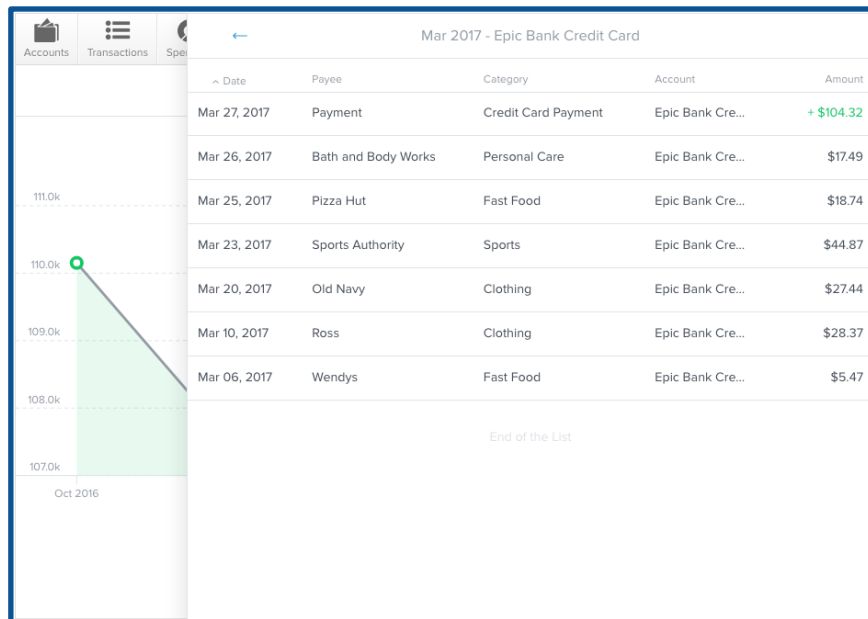 Accounts Transactions
← Mar 2017 - Epic Bank Credit Card
Date Payee Category Account Amount
Mar 27, 2017 Payment Credit Card Payment Epic Bank Cre... + $104.32
Mar 26, 2017 Bath and Body Works Personal Care Epic Bank Cre... $17.49
Mar 25, 2017 Pizza Hut Fast Food Epic Bank Cre... $18.74
Mar 23, 2017 Sports Authority Sports Epic Bank Cre... $44.87
Mar 20, 2017 Old Navy Clothing Epic Bank Cre... $27.44
Mar 10, 2017 Ross Clothing Epic Bank Cre... $28.37
Mar 06, 2017 Wendys Fast Food Epic Bank Cre... $5.47
End of the List
111.0k
110.0k
109.0k
108.0k
107.0k
Oct 2016